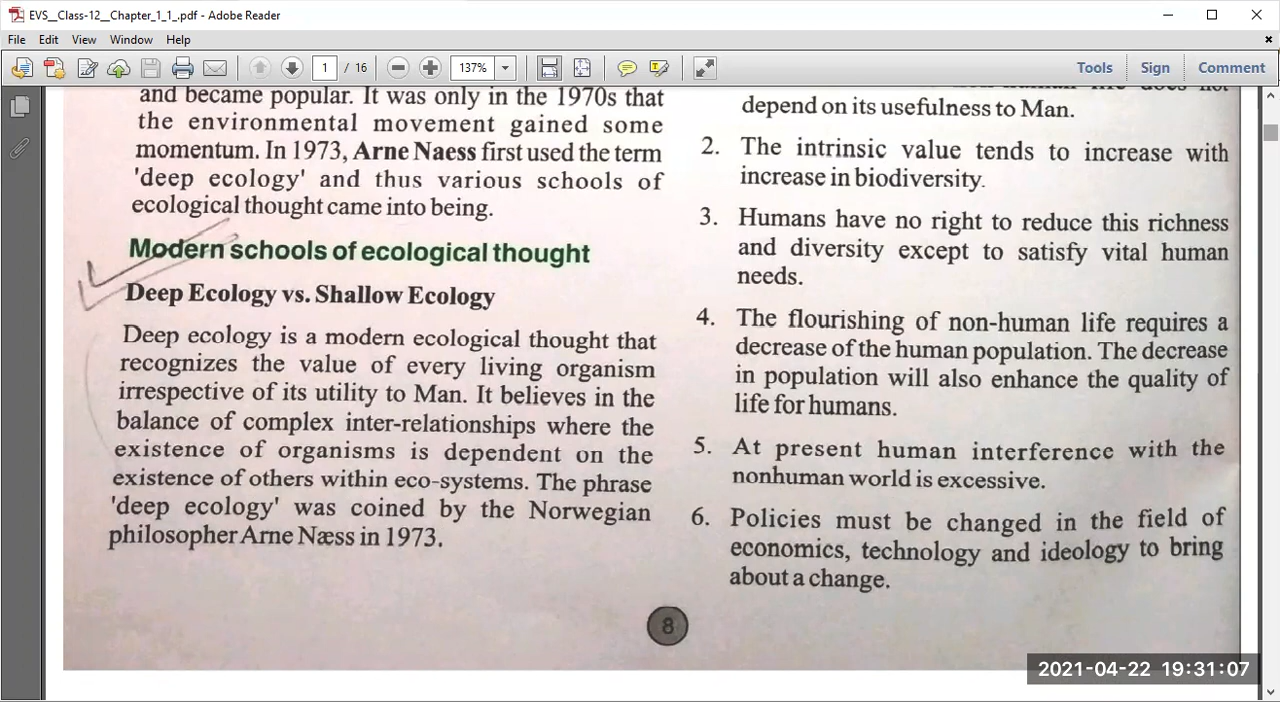 EVS__Class-12__Chapter_1_1_.pdf - Adobe Reader
File Edit View Window Help
1 / 16 137% Tools Sign Comment
and became popular. It was only in the 1970s that
the environmental movement gained some
momentum. In 1973, Arne Naess first used the term
'deep ecology' and thus various schools of
ecological thought came into being.
Modern schools of ecological thought
Deep Ecology vs. Shallow Ecology
Deep ecology is a modern ecological thought that
recognizes the value of every living organism
irrespective of its utility to Man. It believes in the
balance of complex inter-relationships where the
existence of organisms is dependent on the
existence of others within eco-systems. The phrase
'deep ecology' was coined by the Norwegian
philosopher Arne Næss in 1973.
depend on its usefulness to Man.
2. The intrinsic value tends to increase with
increase in biodiversity.
3. Humans have no right to reduce this richness
and diversity except to satisfy vital human
needs.
4. The flourishing of non-human life requires a
decrease of the human population. The decrease
in population will also enhance the quality of
life for humans.
5. At present human interference with the
nonhuman world is excessive.
6. Policies must be changed in the field of
economics, technology and ideology to bring
about a change.
8
2021-04-22 19:31:07